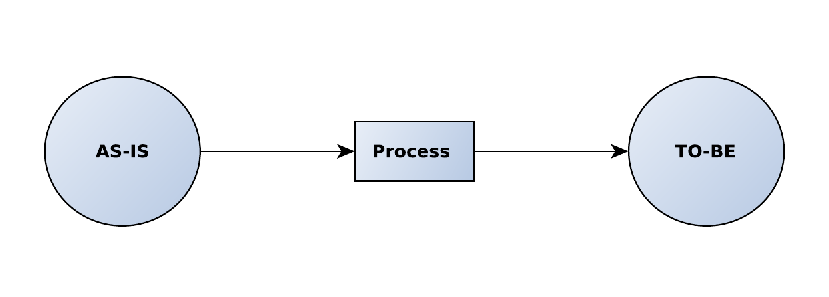 AS-IS
Process
TO-BE